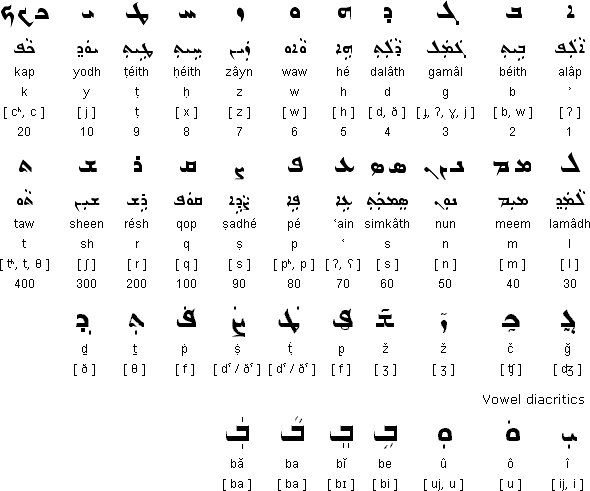 ܐ ܒ ܓ ܕ ܗ ܘ ܙ ܚ ܛ ܝ ܟ
kap yodh ṭéith ḥéith zâyn waw hé dalâth gamâl béith alâp
k y ṭ ḥ z w h d g b ʾ
[ cʰ, c ] [ j ] ṭ [ x ] [ z ] [ w ] [ h ] [ d, ð ] [ ɟ, ʔ, ɣ, j ] [ b, w ] [ ʔ ]
20 10 9 8 7 6 5 4 3 2 1
ܠ ܡ ܢ ܣ ܥ ܦ ܨ ܩ ܪ ܫ ܬ
taw sheen résh qop ṣadhé pé ʿain simkâth nun meem lamâdh
t sh r q ṣ p ʿ s n m l
[ tʰ, t, θ ] [ ʃ ] [ r ] [ q ] [ s ] [ pʰ, p ] [ ʔ, ʕ ] [ s ] [ n ] [ m ] [ l ]
400 300 200 100 90 80 70 60 50 40 30
ḏ ṯ ṗ ṣ ṭ p̱ ž ž č ǧ
[ ð ] [ θ ] [ f ] [ dˤ / ðˤ ] [ dˤ / ðˤ ] [ f ] [ ʒ ] [ ʒ ] [ ʧ ] [ ʤ ]
Vowel diacritics
bă ba bĭ be û ô î
[ ba ] [ ba ] [ bɪ ] [ bi ] [ uj, u ] [ u ] [ ij, i ]